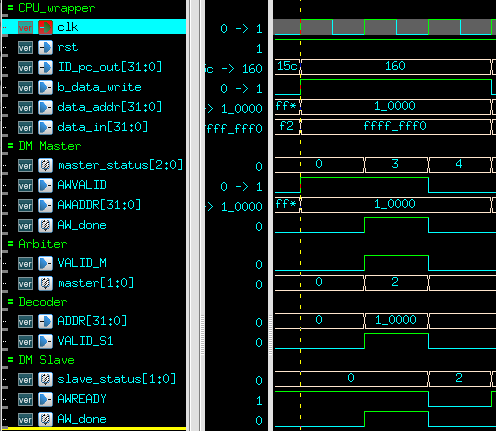 CPU_wrapper
ver clk 0 -> 1
ver rst 1
ver ID_pc_out[31:0] 5c -> 160 15c 160
ver b_data_write 0 -> 1
ver data_addr[31:0] > 1_0000 ff* 1_0000
ver data_in[31:0] fff_fff0 f2 ffff_fff0
DM Master
ver master_status[2:0] 0 0 3 4
ver AWVALID 0 -> 1
ver AWADDR[31:0] > 1_0000 ff* 1_0000
ver AW_done 0
Arbiter
ver VALID_M 0
ver master[1:0] 0 0 2
Decoder
ver ADDR[31:0] 0 0 1_0000
ver VALID_S1 0
DM Slave
ver slave_status[1:0] 0 0 2
ver AWREADY 1
ver AW_done 0